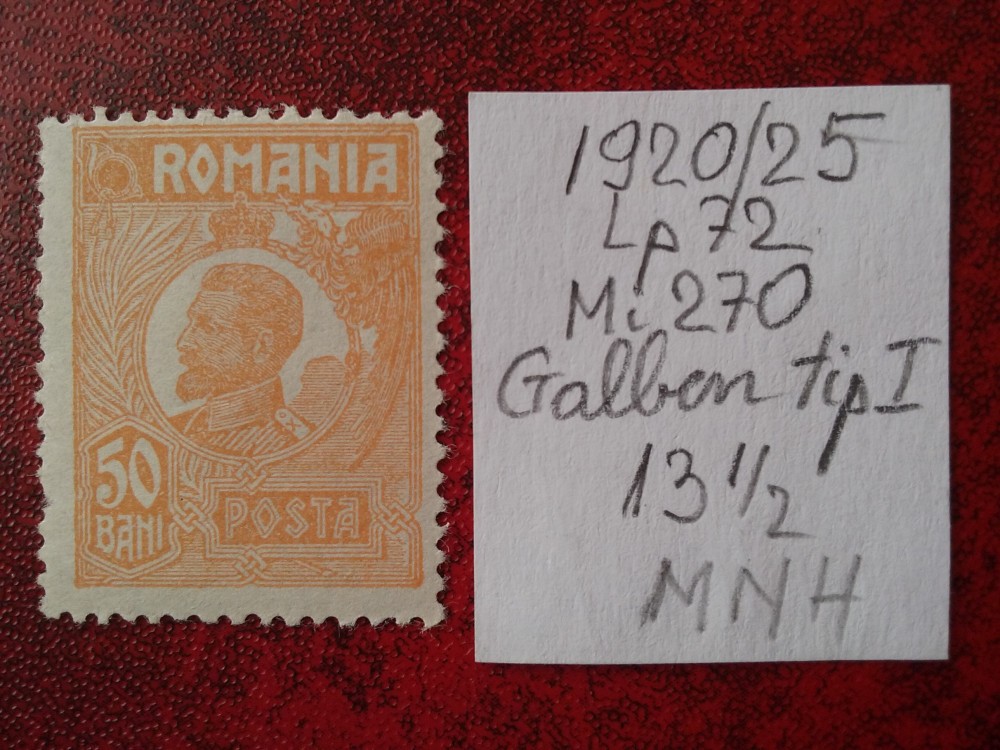 ROMANIA
50
BANI
POSTA
1920/25
Lp 72
Mi 270
Galben tip I
13 1/2
MNH